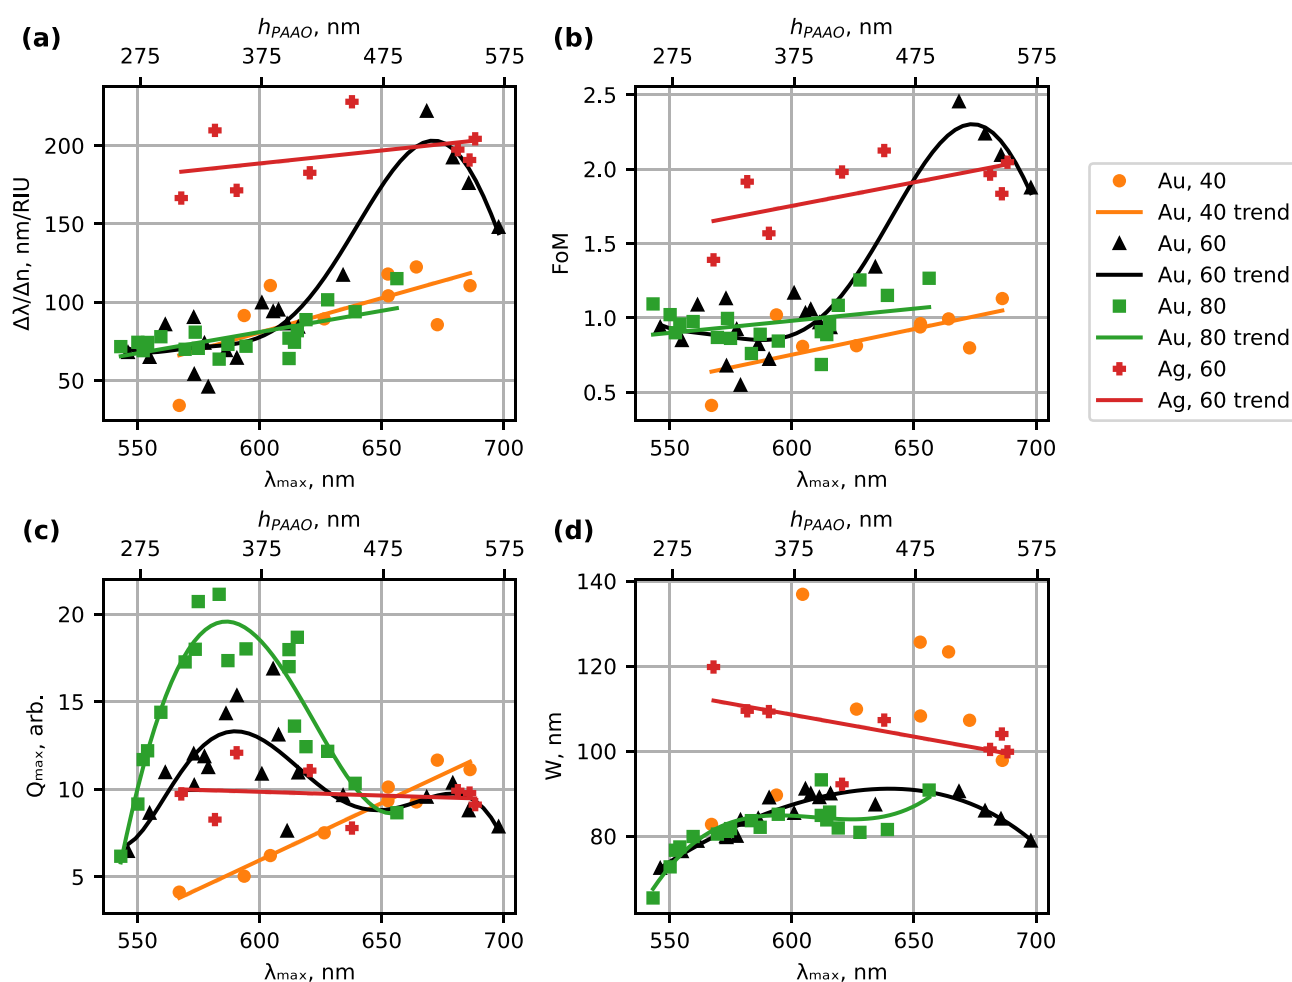 (a)
h_PAAO, nm
275 375 475 575
200
150
100
50
Δλ/Δn, nm/RIU
550 600 650 700
λₘₐₓ, nm
(b)
h_PAAO, nm
275 375 475 575
2.5
2.0
1.5
1.0
0.5
FoM
550 600 650 700
λₘₐₓ, nm
Au, 40
Au, 40 trend
Au, 60
Au, 60 trend
Au, 80
Au, 80 trend
Ag, 60
Ag, 60 trend
(c)
h_PAAO, nm
275 375 475 575
20
15
10
5
Qₘₐₓ, arb.
550 600 650 700
λₘₐₓ, nm
(d)
h_PAAO, nm
275 375 475 575
140
120
100
80
W, nm
550 600 650 700
λₘₐₓ, nm